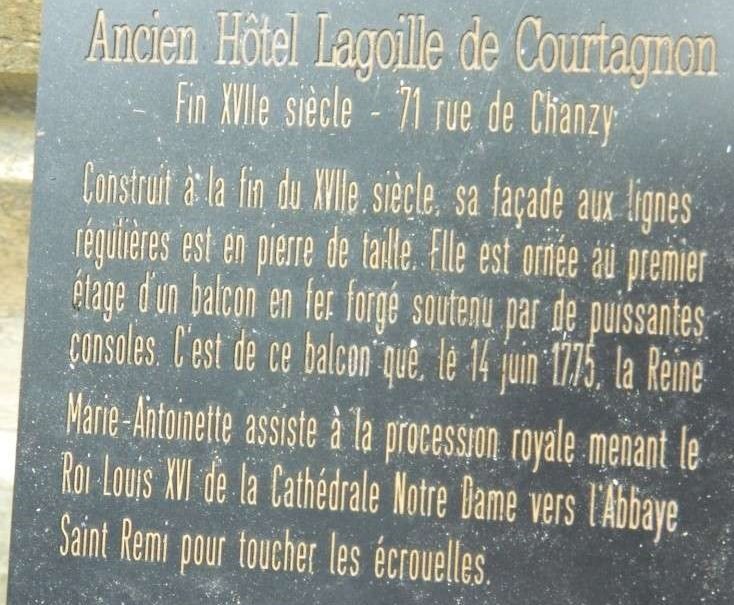 Ancien Hôtel Lagoille de Courtagnon
- Fin XVIIe siècle - 71 rue de Chanzy
Construit à la fin du XVIIe siècle, sa façade aux lignes
régulières est en pierre de taille. Elle est ornée au premier
étage d'un balcon en fer forgé soutenu par de puissantes
consoles. C'est de ce balcon que, le 14 juin 1775, la Reine
Marie-Antoinette assiste à la procession royale menant le
Roi Louis XVI de la Cathédrale Notre Dame vers l'Abbaye
Saint Remi pour toucher les écrouelles.